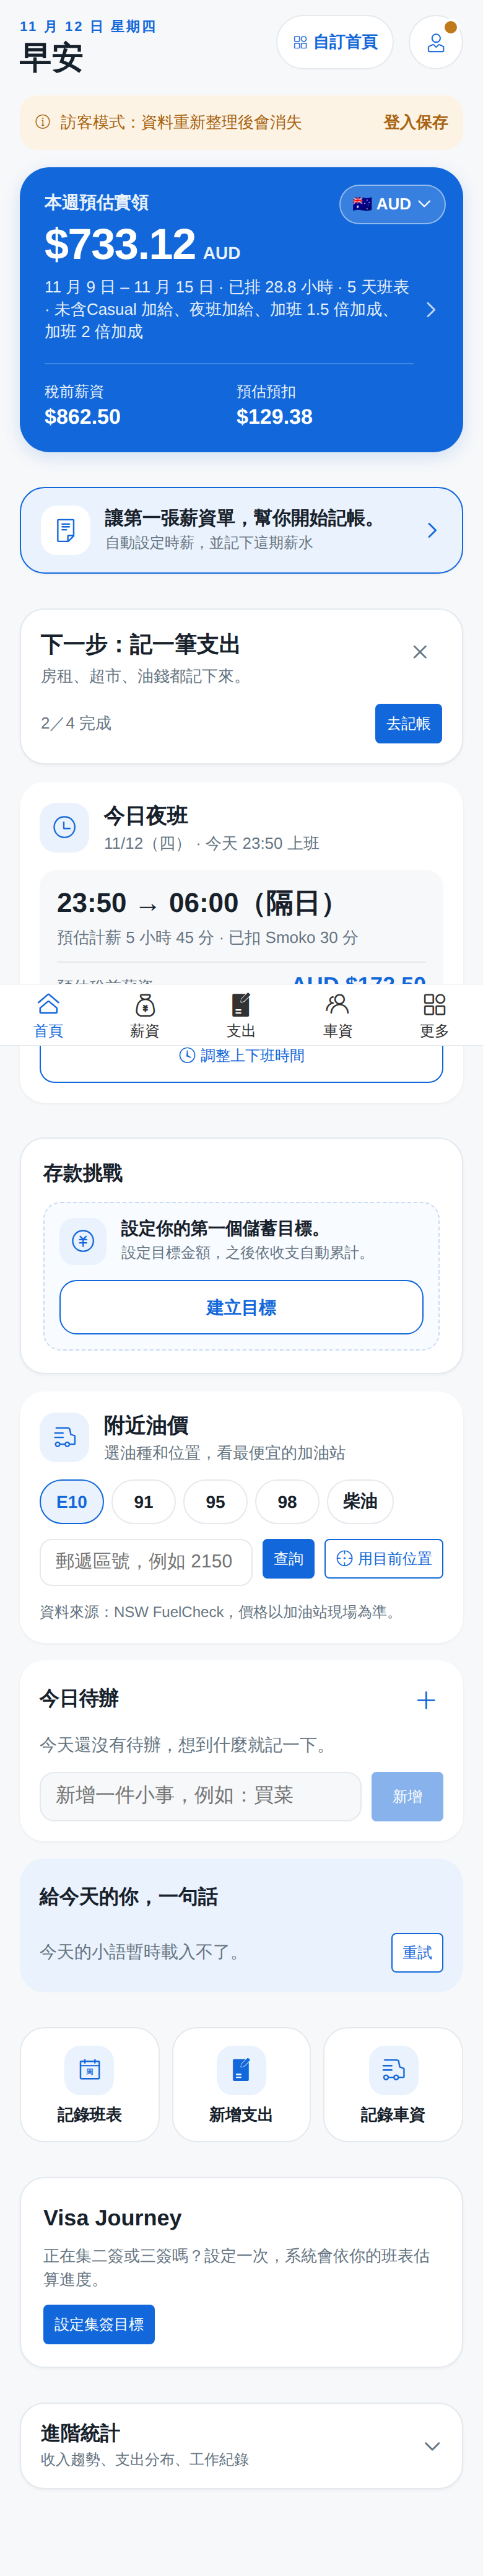 11 月 12 日 星期四
早安
自訂首頁
訪客模式：資料重新整理後會消失
登入保存
本週預估實領
AUD
$733.12 AUD
11 月 9 日 – 11 月 15 日 · 已排 28.8 小時 · 5 天班表
· 未含Casual 加給、夜班加給、加班 1.5 倍加成、
加班 2 倍加成
稅前薪資
預估預扣
$862.50
$129.38
讓第一張薪資單，幫你開始記帳。
自動設定時薪，並記下這期薪水
下一步：記一筆支出
房租、超市、油錢都記下來。
2／4 完成
去記帳
今日夜班
11/12（四） · 今天 23:50 上班
23:50 → 06:00（隔日）
預估計薪 5 小時 45 分 · 已扣 Smoko 30 分
首頁
薪資
支出
車資
更多
調整上下班時間
存款挑戰
設定你的第一個儲蓄目標。
設定目標金額，之後依收支自動累計。
建立目標
附近油價
選油種和位置，看最便宜的加油站
E10
91
95
98
柴油
郵遞區號，例如 2150
查詢
用目前位置
資料來源：NSW FuelCheck，價格以加油站現場為準。
今日待辦
今天還沒有待辦，想到什麼就記一下。
新增一件小事，例如：買菜
新增
給今天的你，一句話
今天的小語暫時載入不了。
重試
記錄班表
新增支出
記錄車資
Visa Journey
正在集二簽或三簽嗎？設定一次，系統會依你的班表估
算進度。
設定集簽目標
進階統計
收入趨勢、支出分布、工作紀錄